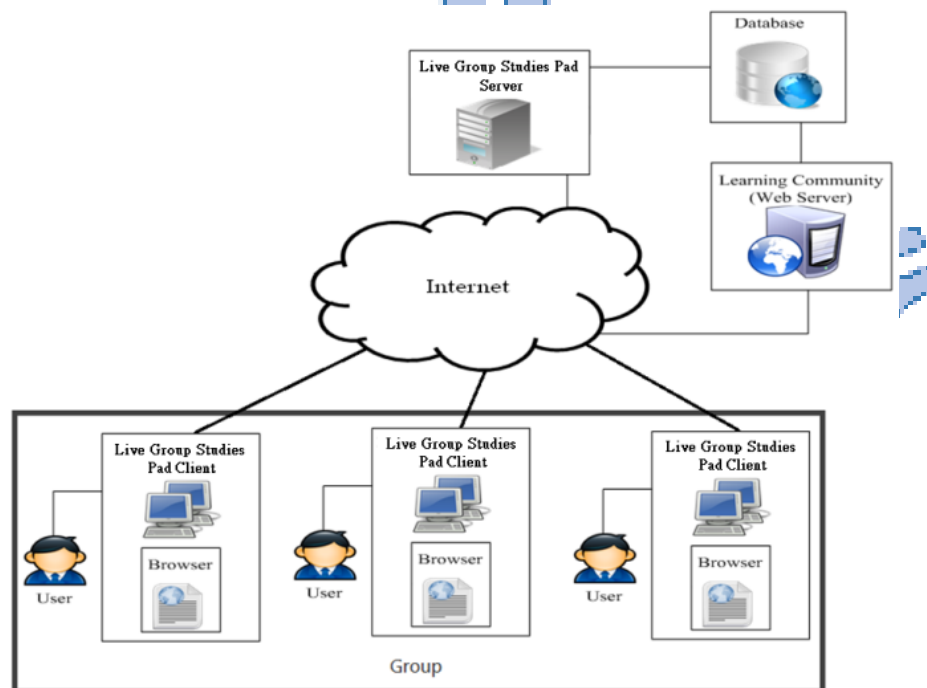 Database
Live Group Studies Pad
Server
Learning Community
(Web Server)
Internet
Live Group Studies
Pad Client
Browser
User
Live Group Studies
Pad Client
Browser
User
Live Group Studies
Pad Client
Browser
User
Group